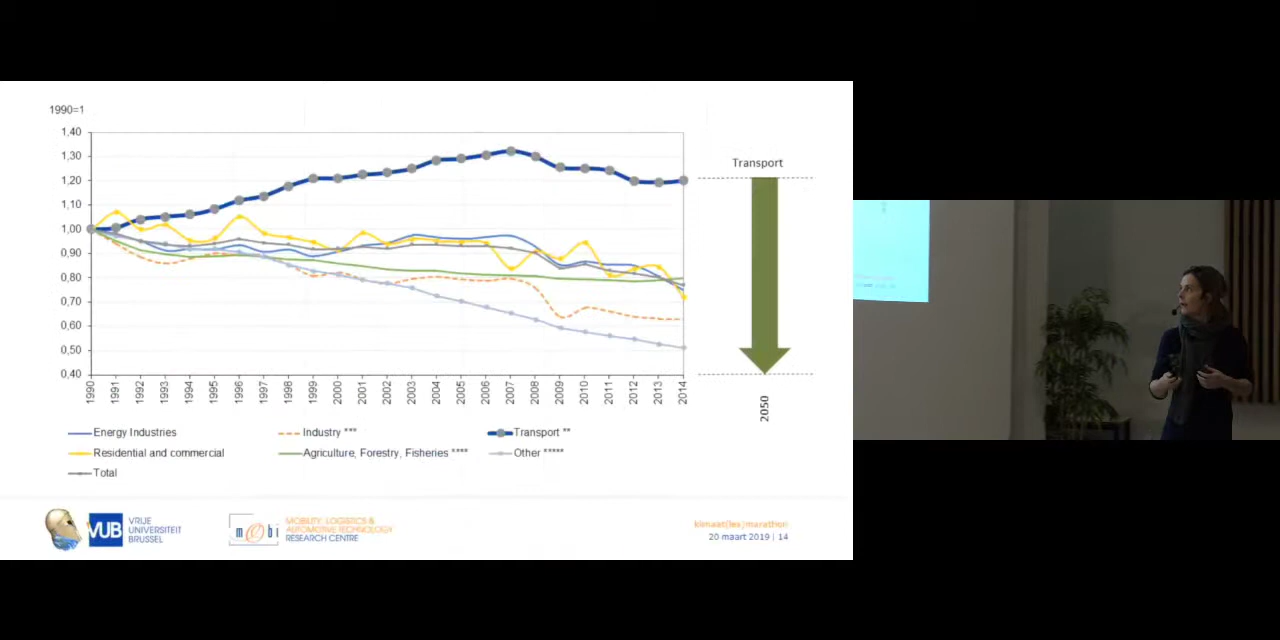 1990=1
1,40
1,30
1,20
1,10
1,00
0,90
0,80
0,70
0,60
0,50
0,40
1990 1991 1992 1993 1994 1995 1996 1997 1998 1999 2000 2001 2002 2003 2004 2005 2006 2007 2008 2009 2010 2011 2012 2013 2014
Transport
2050
Energy Industries
Industry ***
Transport **
Residential and commercial
Agriculture, Forestry, Fisheries ****
Other *****
Total
VUB
VRIJE
UNIVERSITEIT
BRUSSEL
mobi
MOBILITY, LOGISTICS &
AUTOMOTIVE TECHNOLOGY
RESEARCH CENTRE
klimaat(les)marathon
20 maart 2019 | 14